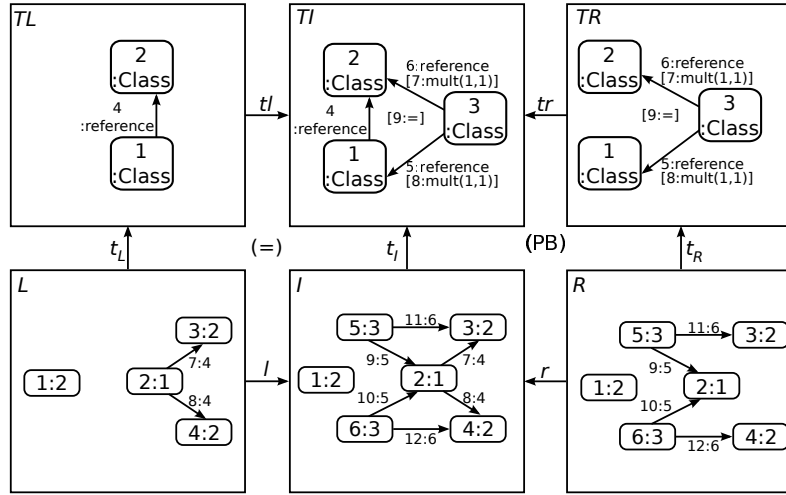 TL
2
:Class
4
:reference
1
:Class
tl
TI
2
:Class
6:reference
[7:mult(1,1)]
4
:reference
[9:=]
3
:Class
1
:Class
5:reference
[8:mult(1,1)]
tr
TR
2
:Class
6:reference
[7:mult(1,1)]
[9:=]
3
:Class
1
:Class
5:reference
[8:mult(1,1)]
t_L
(=)
t_I
(PB)
t_R
L
3:2
7:4
1:2
2:1
8:4
4:2
l
I
5:3
11:6
3:2
9:5
7:4
1:2
2:1
10:5
8:4
6:3
12:6
4:2
r
R
5:3
11:6
3:2
9:5
1:2
2:1
10:5
6:3
12:6
4:2